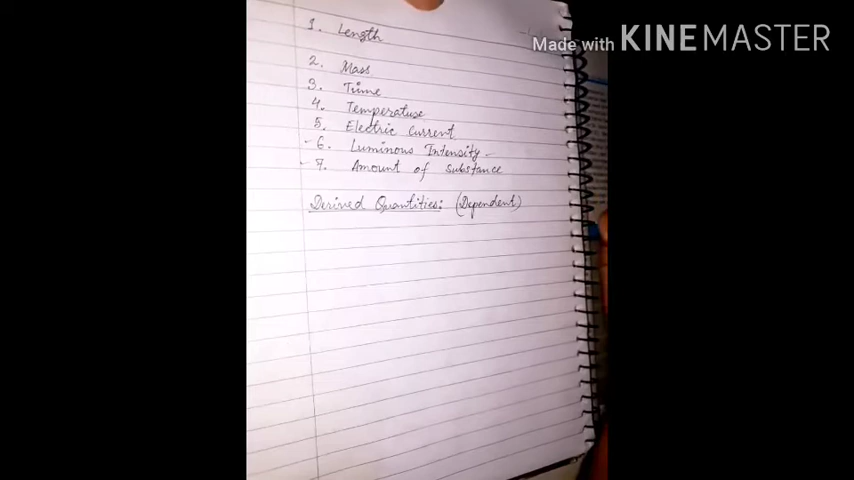 1. Length
Made with KINEMASTER
2. Mass
3. Time
4. Temperature
5. Electric Current
- 6. Luminous Intensity -
- 7. Amount of Substance
Derived Quantities: (Dependent)